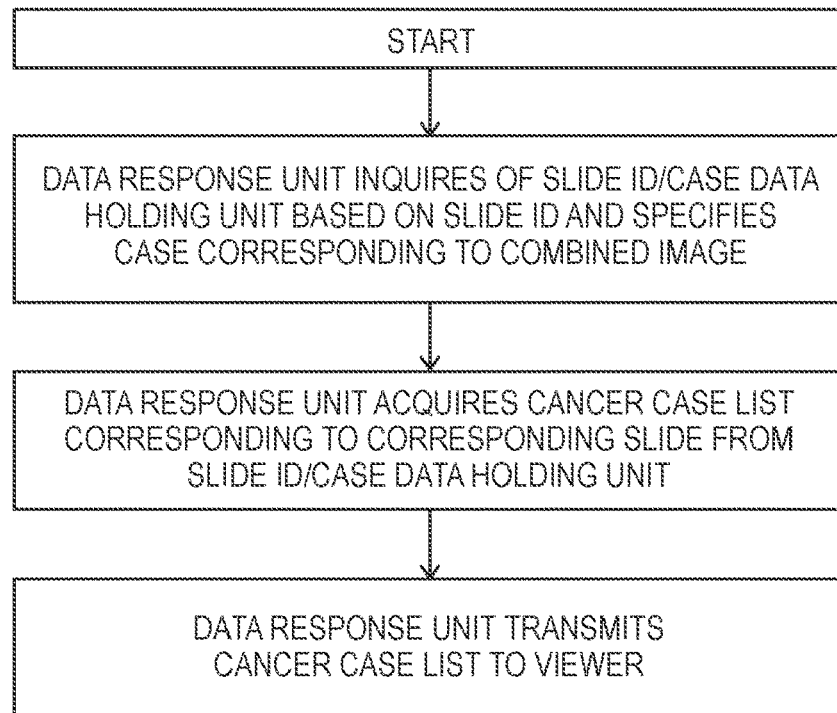 START
DATA RESPONSE UNIT INQUIRES OF SLIDE ID/CASE DATA
HOLDING UNIT BASED ON SLIDE ID AND SPECIFIES
CASE CORRESPONDING TO COMBINED IMAGE
DATA RESPONSE UNIT ACQUIRES CANCER CASE LIST
CORRESPONDING TO CORRESPONDING SLIDE FROM
SLIDE ID/CASE DATA HOLDING UNIT
DATA RESPONSE UNIT TRANSMITS
CANCER CASE LIST TO VIEWER